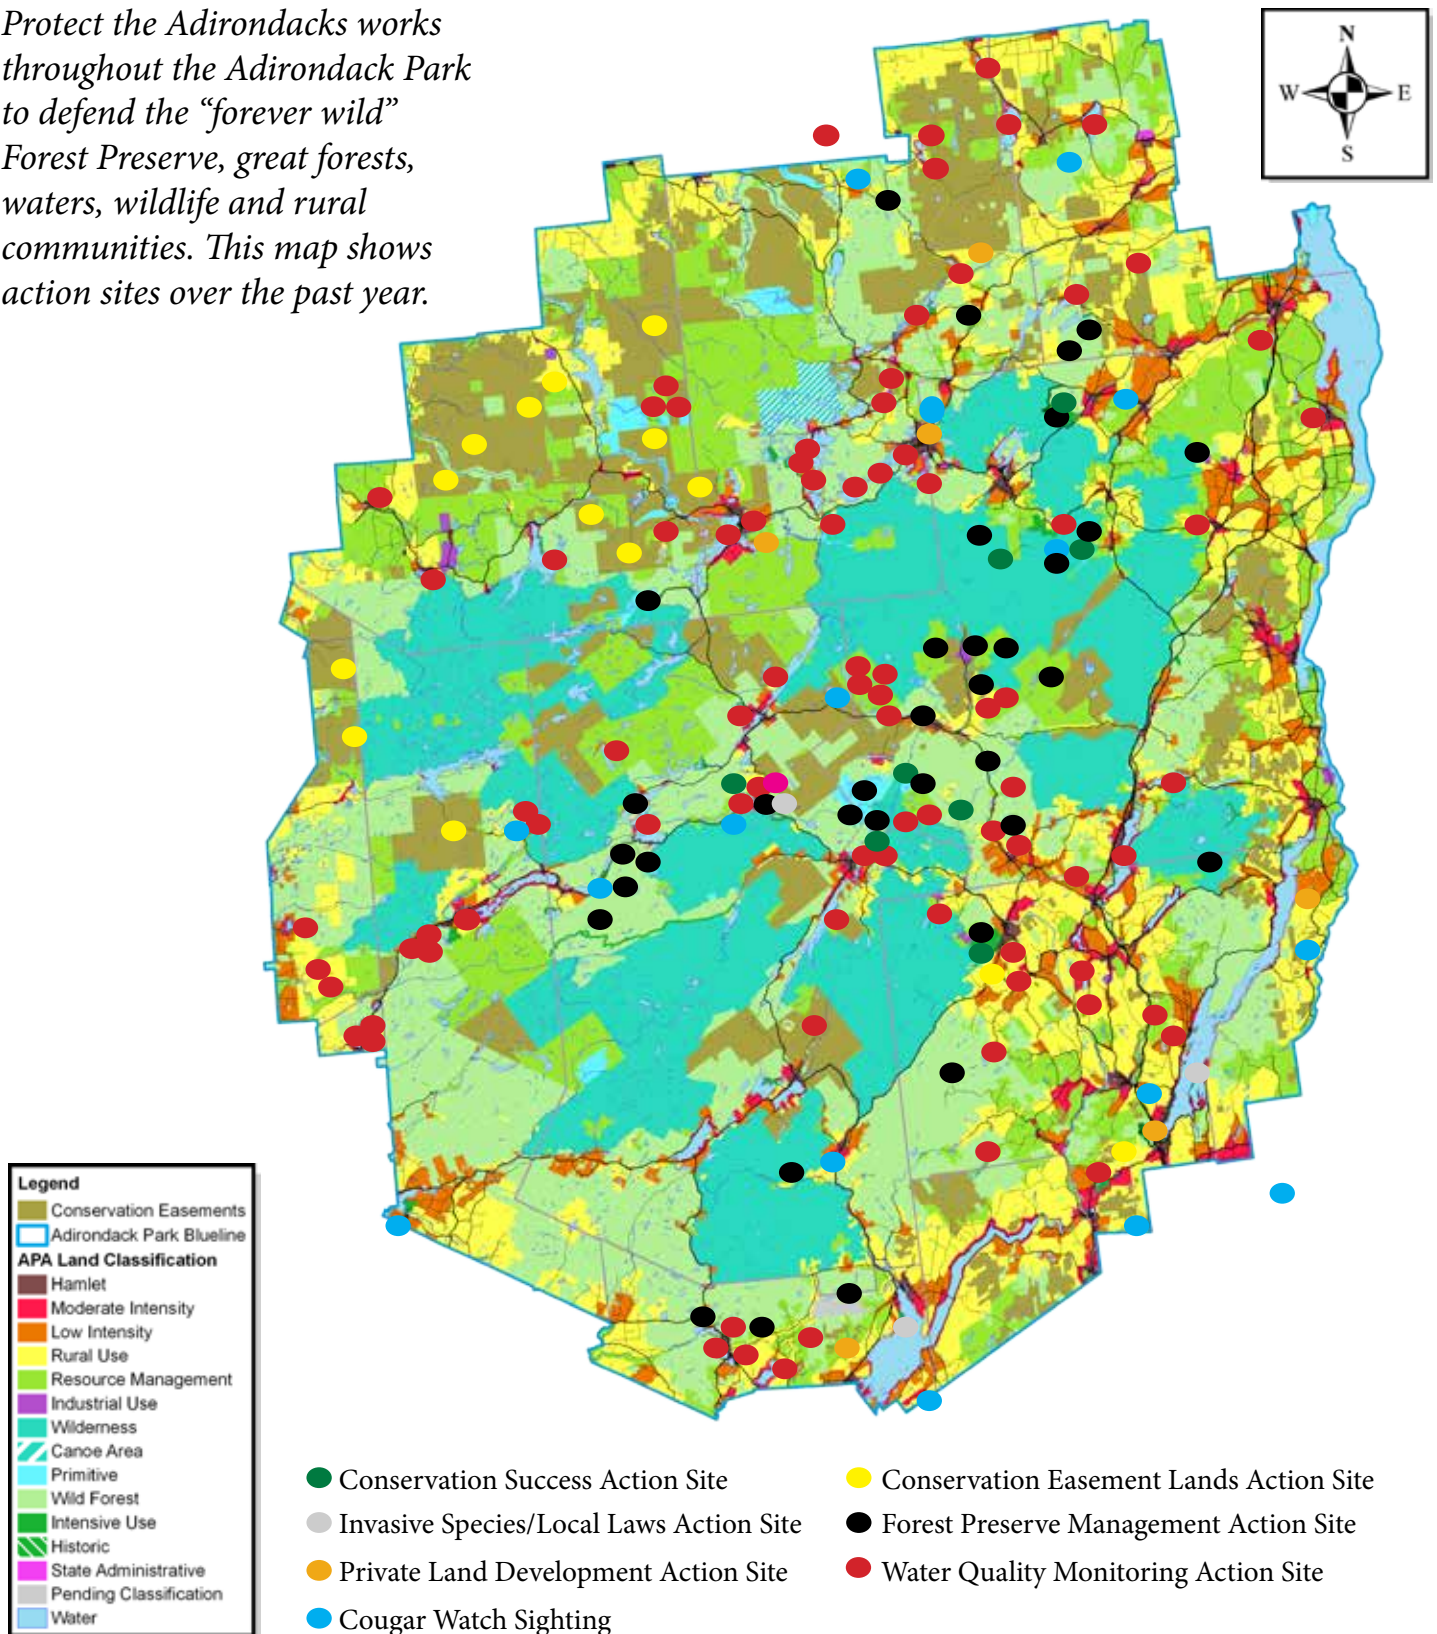 Protect the Adirondacks works
throughout the Adirondack Park
to defend the “forever wild”
Forest Preserve, great forests,
waters, wildlife and rural
communities. This map shows
action sites over the past year.
N
W E
S
Legend
Conservation Easements
Adirondack Park Blueline
APA Land Classification
Hamlet
Moderate Intensity
Low Intensity
Rural Use
Resource Management
Industrial Use
Wilderness
Canoe Area
Primitive
Wild Forest
Intensive Use
Historic
State Administrative
Pending Classification
Water
Conservation Success Action Site
Invasive Species/Local Laws Action Site
Private Land Development Action Site
Cougar Watch Sighting
Conservation Easement Lands Action Site
Forest Preserve Management Action Site
Water Quality Monitoring Action Site